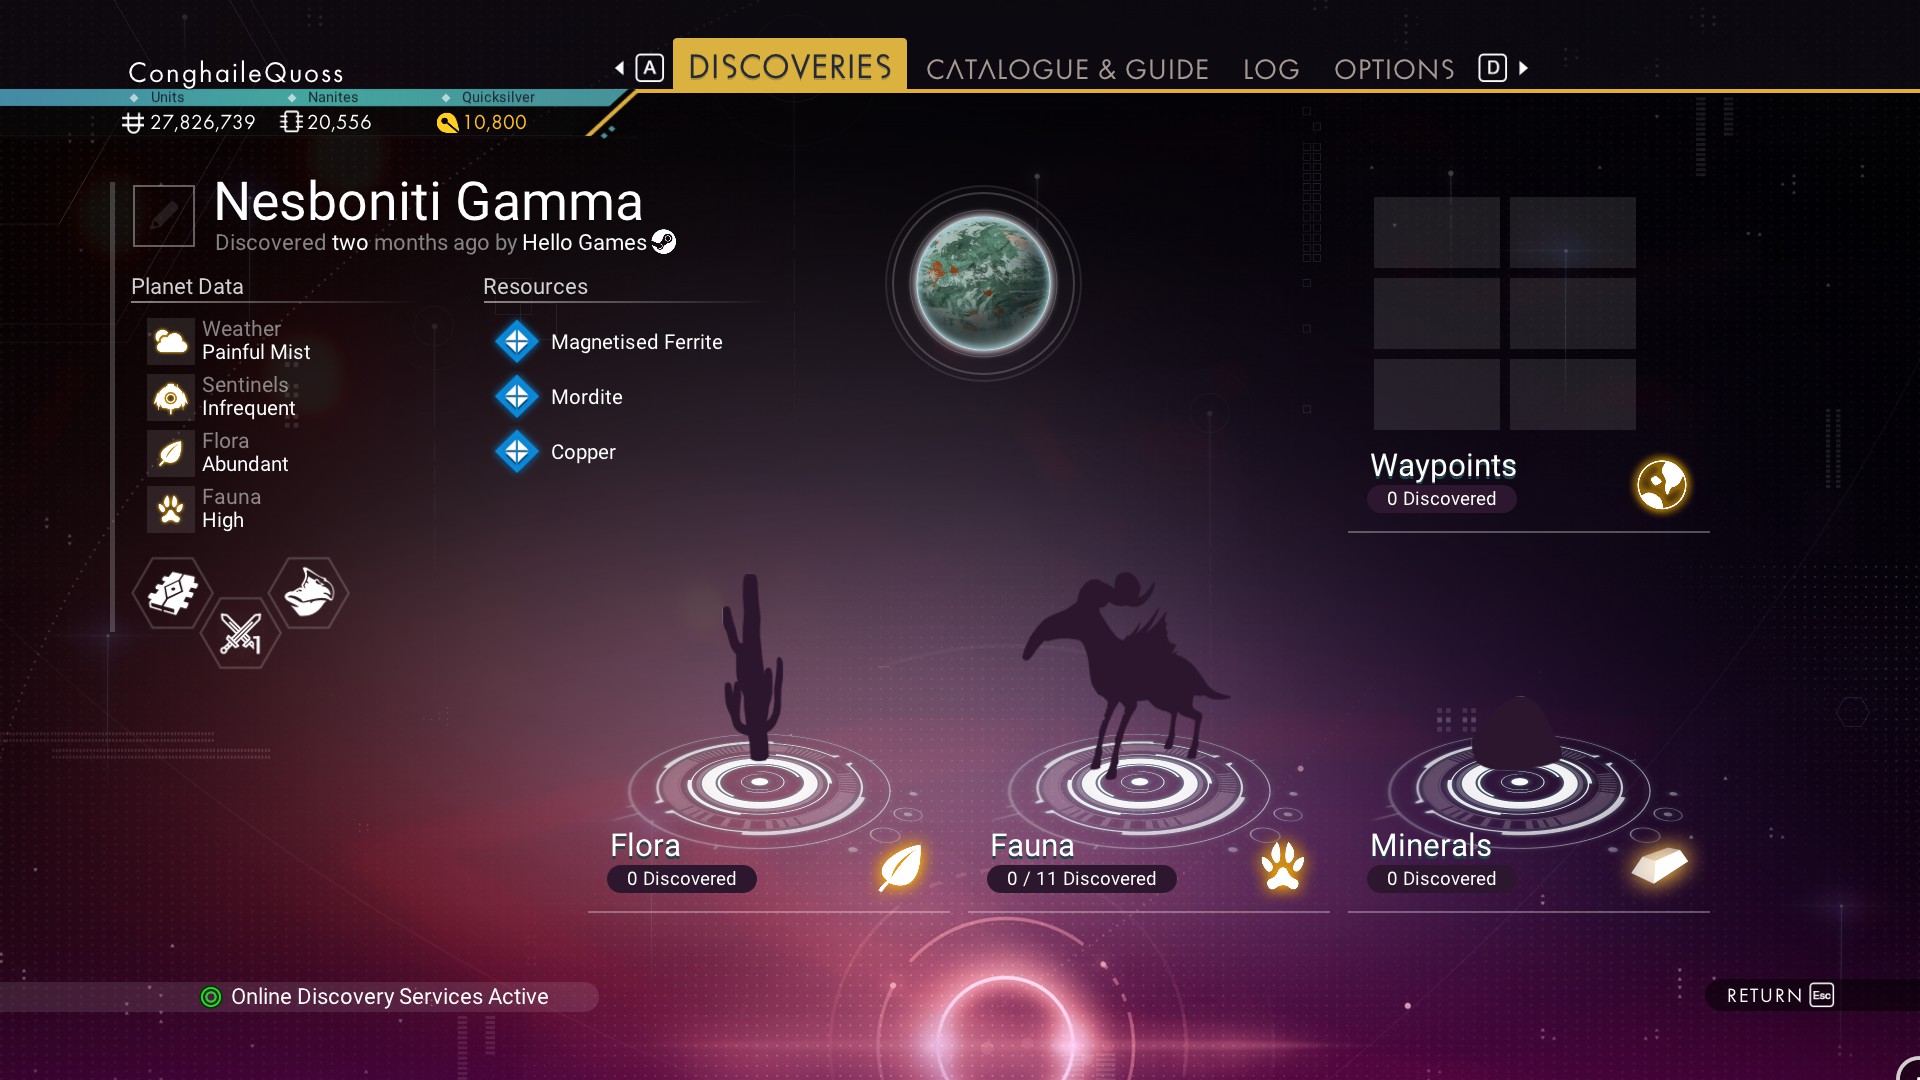 ConghaileQuoss
Units
Nanites
Quicksilver
27,826,739
20,556
10,800
A
DISCOVERIES
CATALOGUE & GUIDE
LOG
OPTIONS
D
Nesboniti Gamma
Discovered two months ago by Hello Games
Planet Data
Weather
Painful Mist
Sentinels
Infrequent
Flora
Abundant
Fauna
High
Resources
Magnetised Ferrite
Mordite
Copper
Waypoints
0 Discovered
Flora
0 Discovered
Fauna
0 / 11 Discovered
Minerals
0 Discovered
Online Discovery Services Active
RETURN Esc